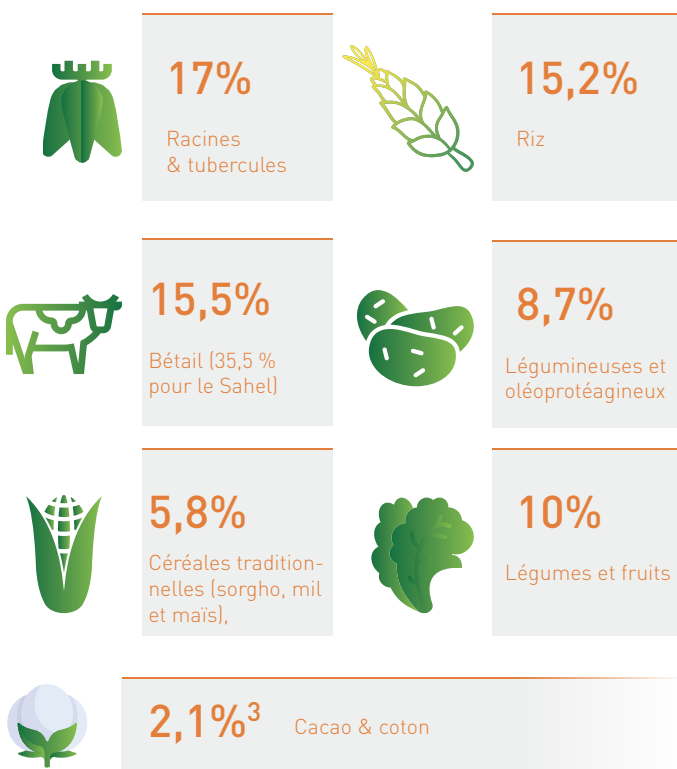 17%
Racines
& tubercules
15,2%
Riz
15,5%
Bétail (35,5 %
pour le Sahel)
8,7%
Légumineuses et
oléoprotéagineux
5,8%
Céréales tradition-
nelles (sorgho, mil
et maïs),
10%
Légumes et fruits
2,1%³ Cacao & coton